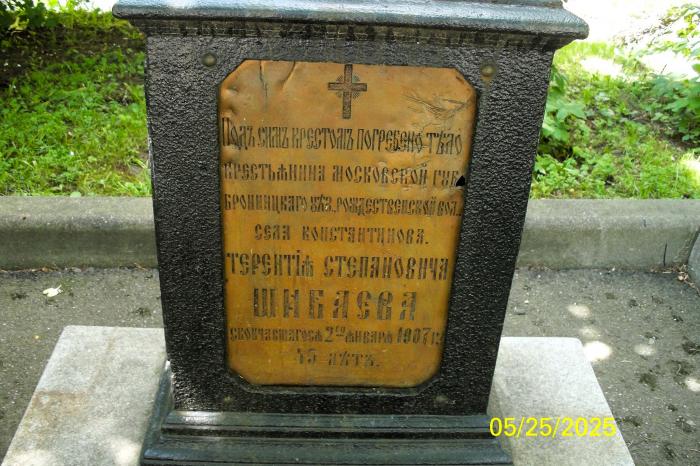 Подъ симъ крестомъ погребено тѣло
крестьянина московской губ
бронницкаго уѣз., рождественской вол.,
села константинова.
Терентія Степановича
ШИБАЕВА
скончавшагося 2го января 1907 г.
45 лѣтъ.
05/25/2025